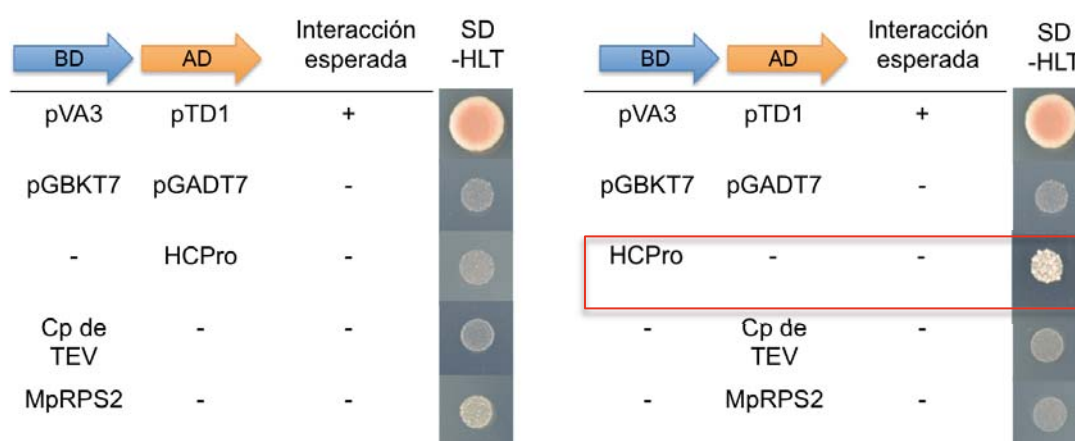 BD AD Interacción esperada SD -HLT
pVA3 pTD1 +
pGBKT7 pGADT7 -
- HCPro -
Cp de TEV - -
MpRPS2 - -
BD AD Interacción esperada SD -HLT
pVA3 pTD1 +
pGBKT7 pGADT7 -
HCPro - -
- Cp de TEV -
- MpRPS2 -